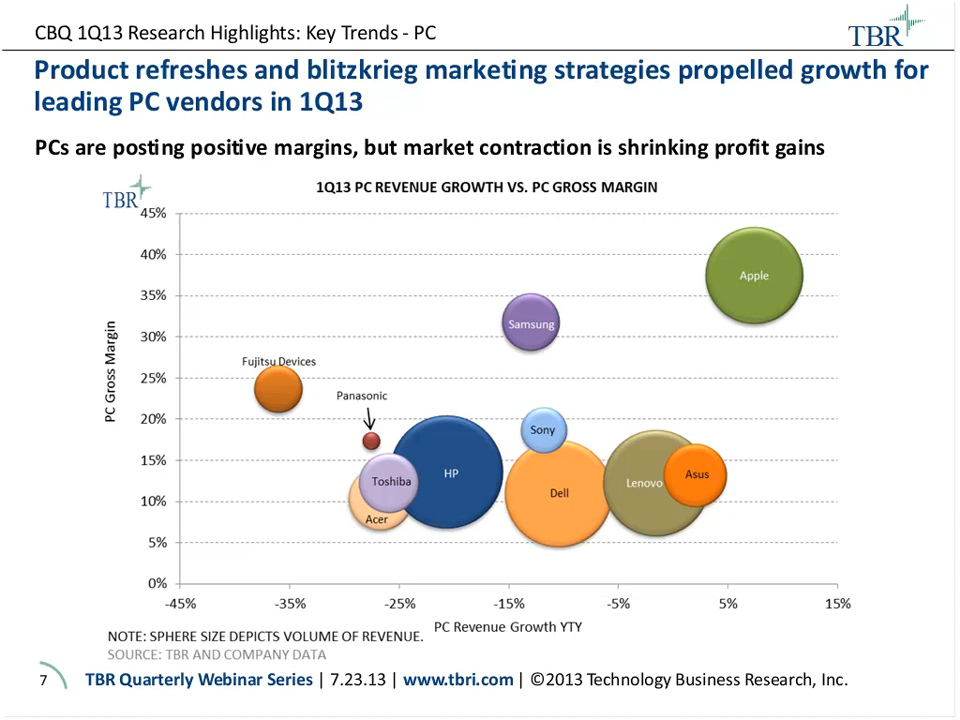 CBQ 1Q13 Research Highlights: Key Trends - PC
TBR
Product refreshes and blitzkrieg marketing strategies propelled growth for
leading PC vendors in 1Q13
PCs are posting positive margins, but market contraction is shrinking profit gains
TBR
1Q13 PC REVENUE GROWTH VS. PC GROSS MARGIN
45%
40%
35%
30%
25%
20%
15%
10%
5%
0%
PC Gross Margin
Apple
Samsung
Fujitsu Devices
Panasonic
Sony
HP
Toshiba
Acer
Dell
Lenovo
Asus
-45% -35% -25% -15% -5% 5% 15%
PC Revenue Growth YTY
NOTE: SPHERE SIZE DEPICTS VOLUME OF REVENUE.
SOURCE: TBR AND COMPANY DATA
7 TBR Quarterly Webinar Series | 7.23.13 | www.tbri.com | ©2013 Technology Business Research, Inc.